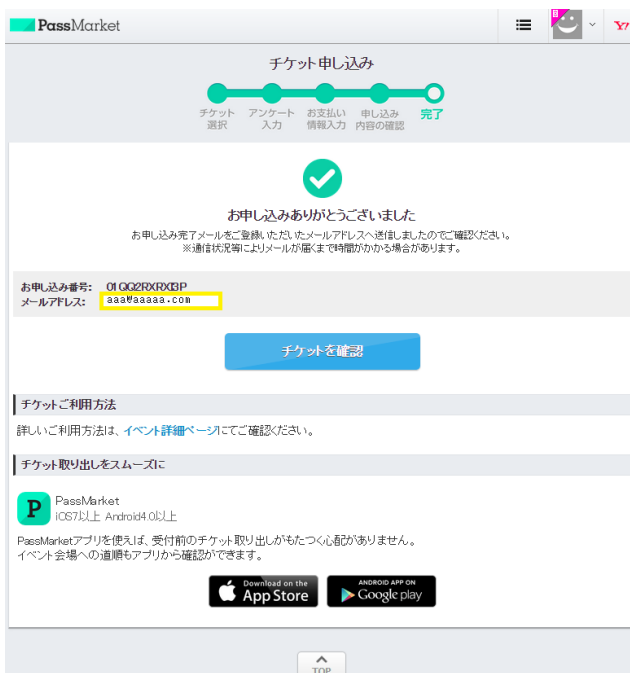 PassMarket
Y!
チケット申し込み
チケット選択
アンケート入力
お支払い情報入力
申し込み内容の確認
完了
お申し込みありがとうございました
お申し込み完了メールをご登録いただいたメールアドレスへ送信しましたのでご確認ください。
※通信状況等によりメールが届くまで時間がかかる場合があります。
お申し込み番号: 01QQ2RXRXX3P
メールアドレス: aaa@aaaaa.com
チケットを確認
チケットご利用方法
詳しいご利用方法は、イベント詳細ページにてご確認ください。
チケット取り出しをスムーズに
P
PassMarket
iOS7以上 Android4.0以上
PassMarketアプリを使えば、受付前のチケット取り出しがもたつく心配がありません。
イベント会場への道順もアプリから確認ができます。
Download on the
App Store
ANDROID APP ON
Google play
TOP